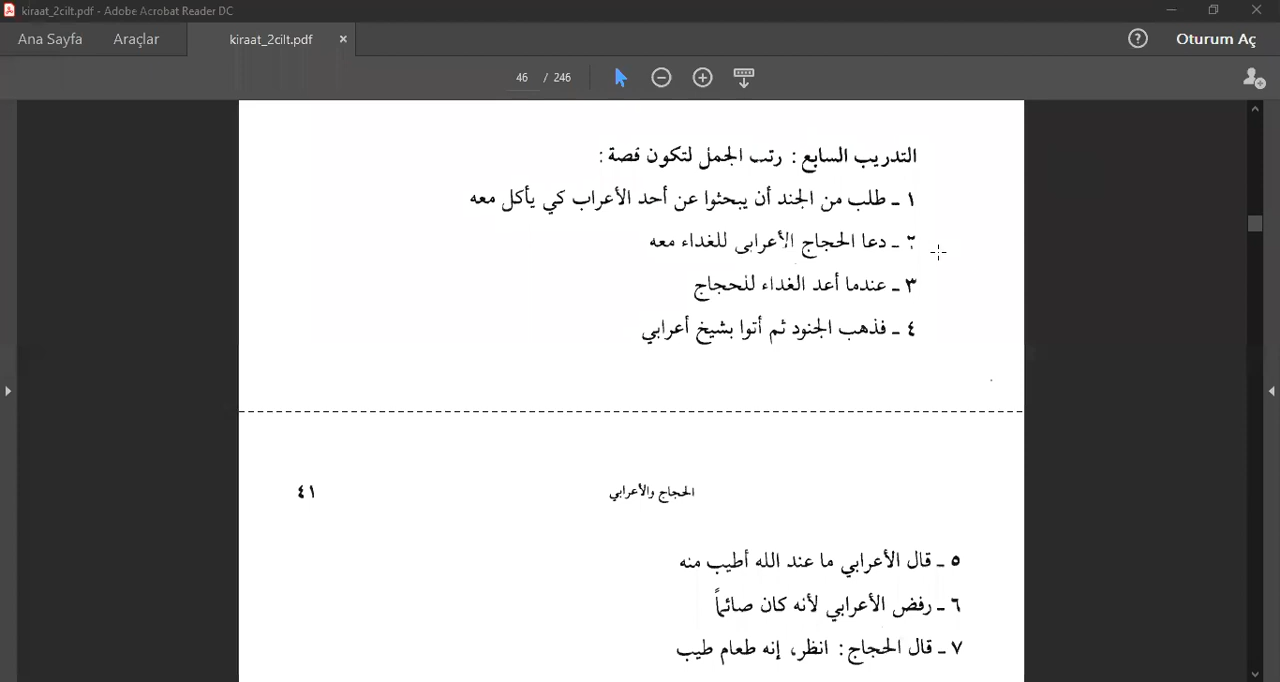 kiraat_2cilt.pdf - Adobe Acrobat Reader DC
Ana Sayfa Araçlar kiraat_2cilt.pdf × ? Oturum Aç
46 / 246
التدريب السابع : رتب الجمل لتكون قصة :
١ ـ طلب من الجند أن يبحثوا عن أحد الأعراب كي يأكل معه
٢ ـ دعا الحجاج الأعرابى للغداء معه
٣ ـ عندما أعد الغداء للحجاج
٤ ـ فذهب الجنود ثم أتوا بشيخ أعرابي
الحجاج والأعرابي ٤١
٥ ـ قال الأعرابي ما عند الله أطيب منه
٦ ـ رفض الأعرابي لأنه كان صائماً
٧ ـ قال الحجاج : انظر، إنه طعام طيب